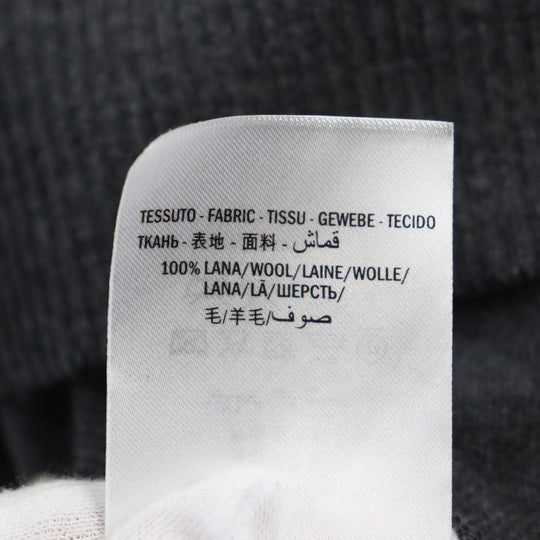 TESSUTO - FABRIC - TISSU - GEWEBE - TECIDO
ТКАНЬ - 表地 - 面料 - قماش
100% LANA/WOOL/LAINE/WOLLE/
LANA/LÃ/ШЕРСТЬ/
毛/羊毛/صوف